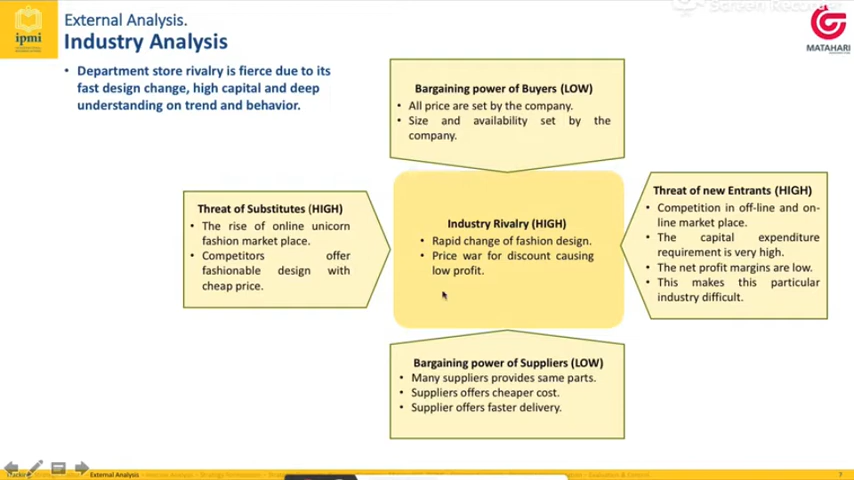 ipmi
External Analysis.
Industry Analysis
Screen Recorder
MATAHARI
• Department store rivalry is fierce due to its
fast design change, high capital and deep
understanding on trend and behavior.
Bargaining power of Buyers (LOW)
• All price are set by the company.
• Size and availability set by the
company.
Threat of Substitutes (HIGH)
• The rise of online unicorn
fashion market place.
• Competitors offer
fashionable design with
cheap price.
Industry Rivalry (HIGH)
• Rapid change of fashion design.
• Price war for discount causing
low profit.
Threat of new Entrants (HIGH)
• Competition in off-line and on-
line market place.
• The capital expenditure
requirement is very high.
• The net profit margins are low.
• This makes this particular
industry difficult.
Bargaining power of Suppliers (LOW)
• Many suppliers provides same parts.
• Suppliers offers cheaper cost.
• Supplier offers faster delivery.
External Analysis
7